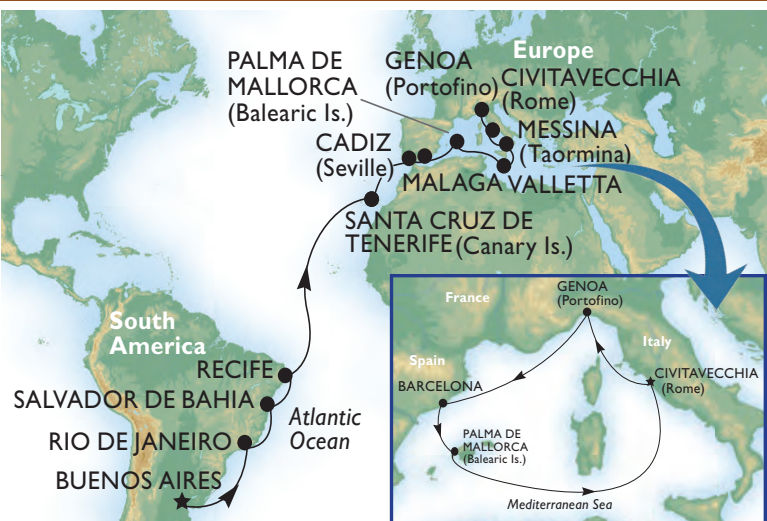 PALMA DE
MALLORCA
(Balearic Is.)
GENOA
(Portofino)
Europe
CIVITAVECCHIA
(Rome)
MESSINA
(Taormina)
CADIZ
(Seville)
MALAGA
VALLETTA
SANTA CRUZ DE
TENERIFE (Canary Is.)
South
America
RECIFE
SALVADOR DE BAHIA
Atlantic
Ocean
RIO DE JANEIRO
BUENOS AIRES
GENOA
(Portofino)
France
Italy
Spain
CIVITAVECCHIA
(Rome)
BARCELONA
PALMA DE
MALLORCA
(Balearic Is.)
Mediterranean Sea